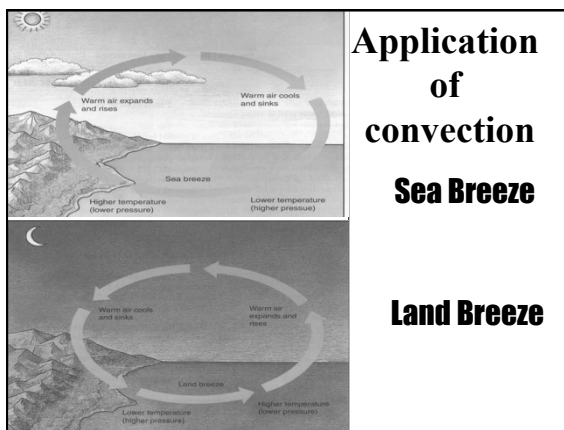 Application
of
convection
Sea Breeze
Warm air expands
and rises
Warm air cools
and sinks
Sea breeze
Higher temperature
(lower pressure)
Lower temperature
(higher pressue)
Land Breeze
Warm air cools
and sinks
Warm air
expands and
rises
Land breeze
Lower temperature
(higher pressure)
Higher temperature
(lower pressure)